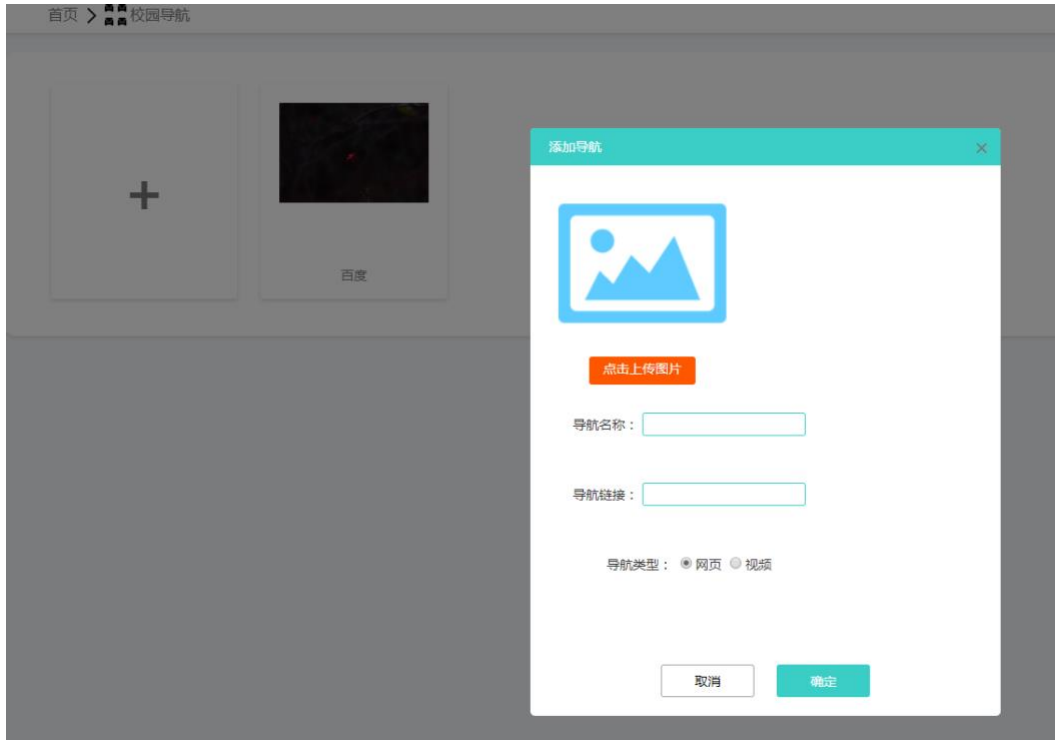 首页 > 校园导航
百度
添加导航 ×
点击上传图片
导航名称：
导航链接：
导航类型： 网页 视频
取消 确定